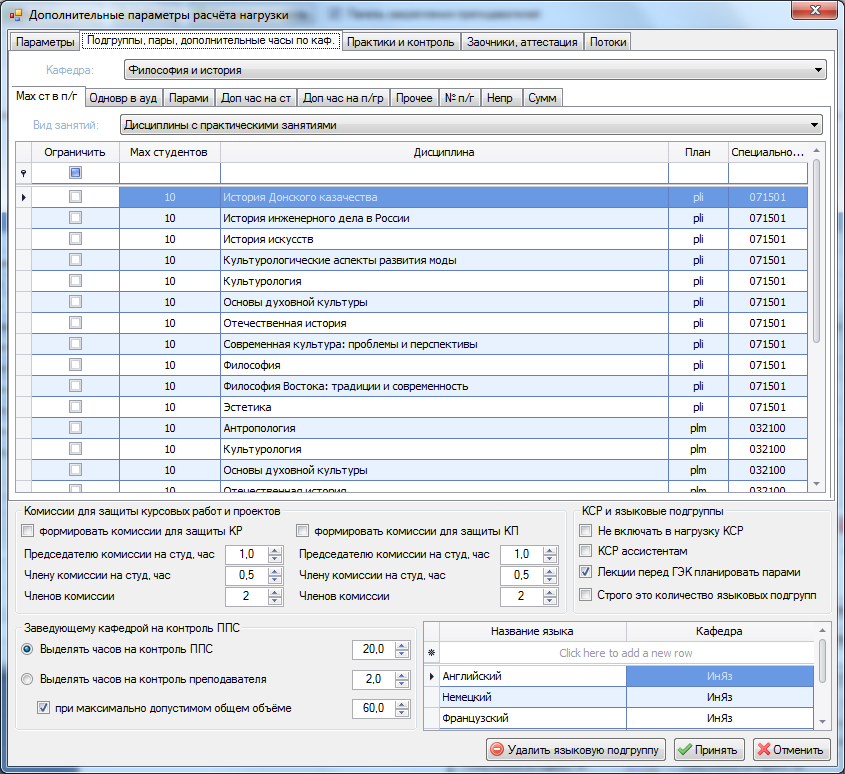 Дополнительные параметры расчёта нагрузки
Параметры Подгруппы, пары, дополнительные часы по каф. Практики и контроль Заочники, аттестация Потоки
Кафедра: Философия и история
Мах ст в п/г Одновр в ауд Парами Доп час на ст Доп час на п/гр Прочее № п/г Непр Сумм
Вид занятий: Дисциплины с практическими занятиями
Ограничить Мах студентов Дисциплина План Специально...
10 История Донского казачества pli 071501
10 История инженерного дела в России pli 071501
10 История искусств pli 071501
10 Культурологические аспекты развития моды pli 071501
10 Культурология pli 071501
10 Основы духовной культуры pli 071501
10 Отечественная история pli 071501
10 Современная культура: проблемы и перспективы pli 071501
10 Философия pli 071501
10 Философия Востока: традиции и современность pli 071501
10 Эстетика pli 071501
10 Антропология plm 032100
10 Культурология plm 032100
10 Основы духовной культуры plm 032100
10 Отечественная история plm 032100
Комиссии для защиты курсовых работ и проектов
формировать комиссии для защиты КР формировать комиссии для защиты КП
Председателю комиссии на студ, час 1,0 Председателю комиссии на студ, час 1,0
Члену комиссии на студ, час 0,5 Члену комиссии на студ, час 0,5
Членов комиссии 2 Членов комиссии 2
КСР и языковые подгруппы
Не включать в нагрузку КСР
КСР ассистентам
Лекции перед ГЭК планировать парами
Строго это количество языковых подгрупп
Заведующему кафедрой на контроль ППС
Выделять часов на контроль ППС 20,0
Выделять часов на контроль преподавателя 2,0
при максимально допустимом общем объёме 60,0
Название языка Кафедра
Click here to add a new row
Английский ИнЯз
Немецкий ИнЯз
Французский ИнЯз
Удалить языковую подгруппу Принять Отменить